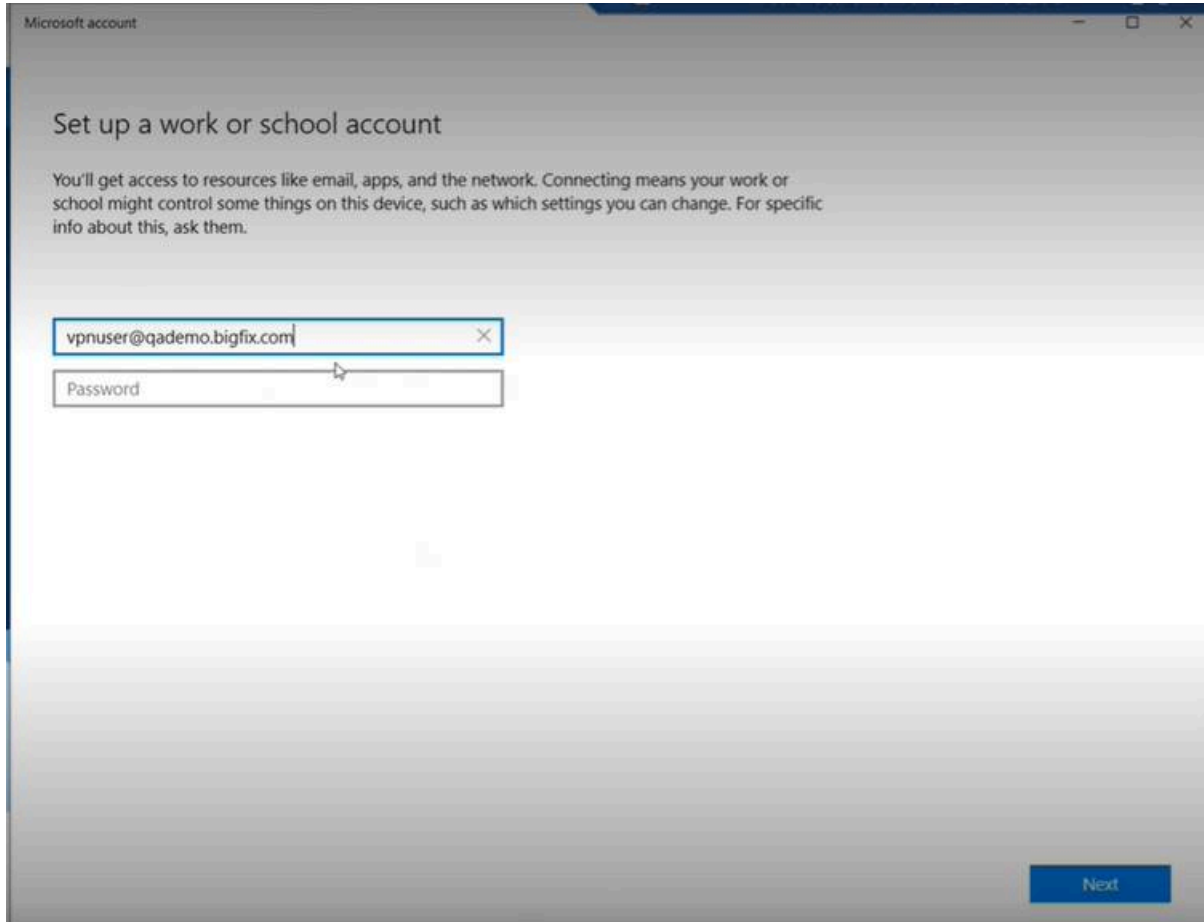 Microsoft account
Set up a work or school account
You'll get access to resources like email, apps, and the network. Connecting means your work or
school might control some things on this device, such as which settings you can change. For specific
info about this, ask them.
vpnuser@qademo.bigfix.com
Password
Next